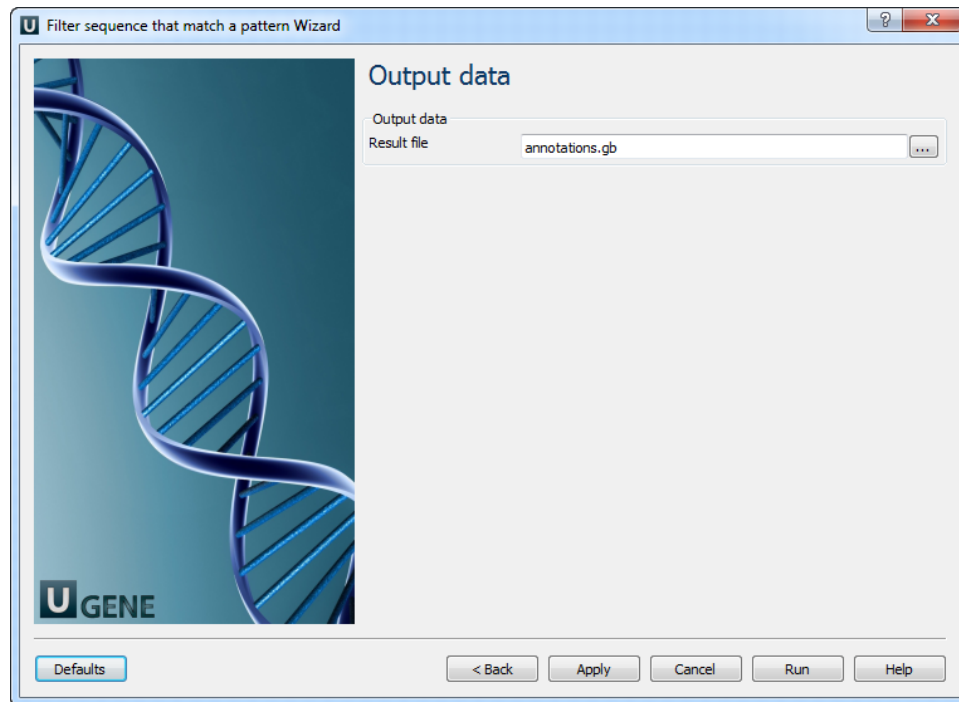 U Filter sequence that match a pattern Wizard
?
X
Output data
Output data
Result file
annotations.gb
...
U GENE
Defaults
< Back
Apply
Cancel
Run
Help